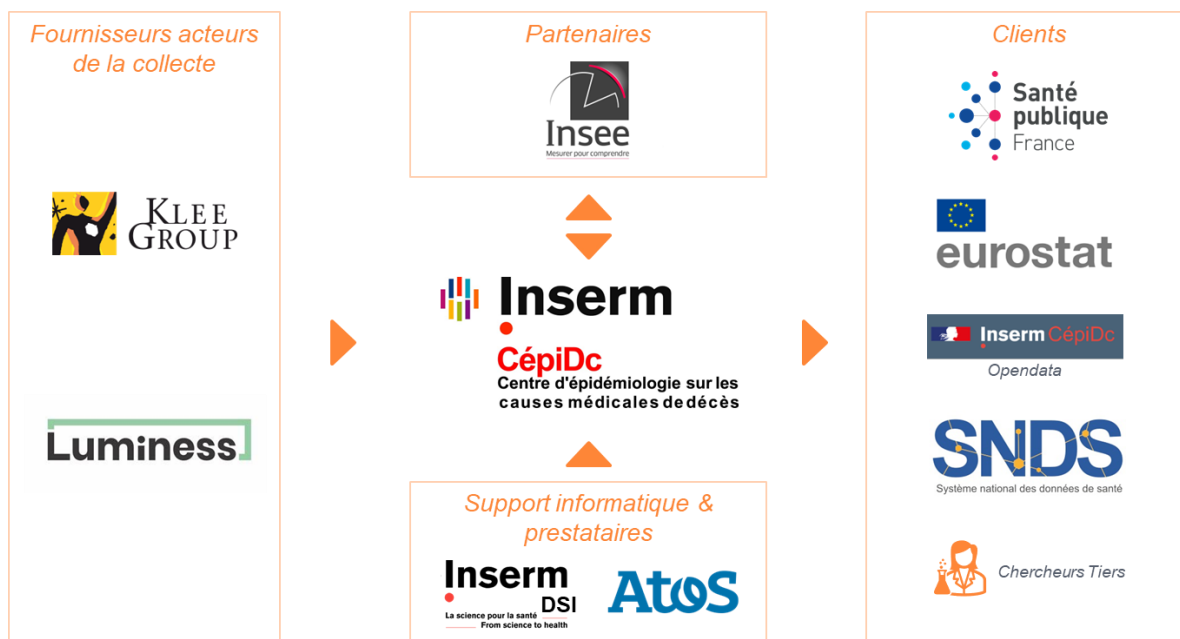 Fournisseurs acteurs
de la collecte
KLEE
GROUP
Luminess
Partenaires
Insee
Mesurer pour comprendre
Inserm
CépiDc
Centre d'épidémiologie sur les
causes médicales de décès
Support informatique &
prestataires
Inserm
DSI
La science pour la santé
From science to health
Atos
Clients
Santé
publique
France
eurostat
Inserm CépiDc
Opendata
SNDS
Système national des données de santé
Chercheurs Tiers